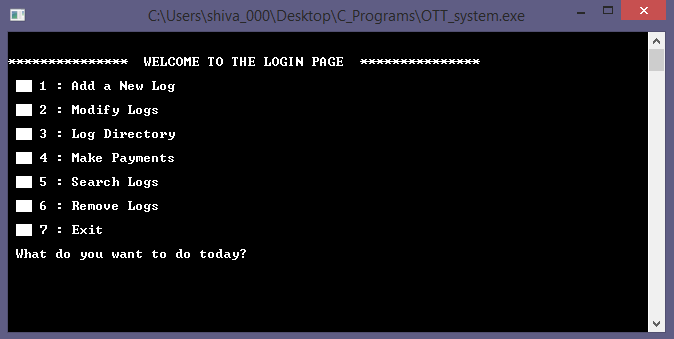 C:\Users\shiva_000\Desktop\C_Programs\OTT_system.exe
*************** WELCOME TO THE LOGIN PAGE ***************
1 : Add a New Log
2 : Modify Logs
3 : Log Directory
4 : Make Payments
5 : Search Logs
6 : Remove Logs
7 : Exit
What do you want to do today?